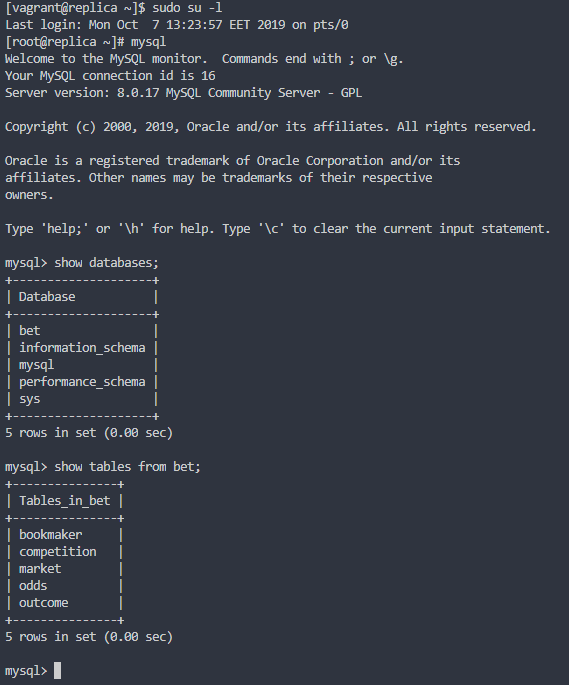 [vagrant@replica ~]$ sudo su -l
Last login: Mon Oct  7 13:23:57 EET 2019 on pts/0
[root@replica ~]# mysql
Welcome to the MySQL monitor.  Commands end with ; or \g.
Your MySQL connection id is 16
Server version: 8.0.17 MySQL Community Server - GPL

Copyright (c) 2000, 2019, Oracle and/or its affiliates. All rights reserved.

Oracle is a registered trademark of Oracle Corporation and/or its
affiliates. Other names may be trademarks of their respective
owners.

Type 'help;' or '\h' for help. Type '\c' to clear the current input statement.

mysql> show databases;
+--------------------+
| Database           |
+--------------------+
| bet                |
| information_schema |
| mysql              |
| performance_schema |
| sys                |
+--------------------+
5 rows in set (0.00 sec)

mysql> show tables from bet;
+---------------+
| Tables_in_bet |
+---------------+
| bookmaker     |
| competition   |
| market        |
| odds          |
| outcome       |
+---------------+
5 rows in set (0.00 sec)

mysql>